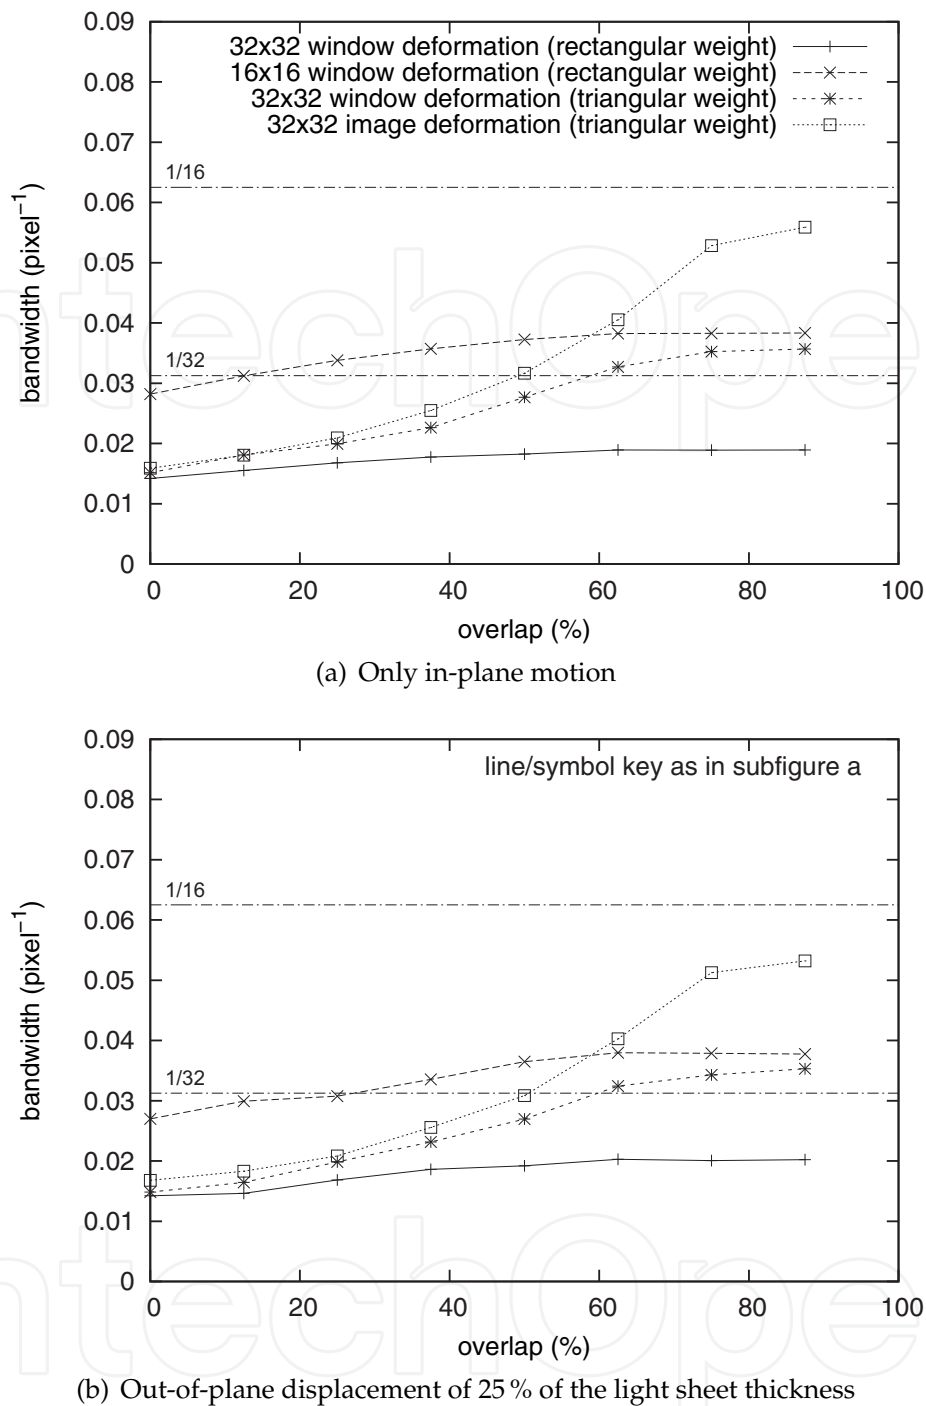 0.09
0.08
0.07
0.06
0.05
0.04
0.03
0.02
0.01
0
bandwidth (pixel⁻¹)
32x32 window deformation (rectangular weight)
16x16 window deformation (rectangular weight)
32x32 window deformation (triangular weight)
32x32 image deformation (triangular weight)
1/16
1/32
0 20 40 60 80 100
overlap (%)
(a) Only in-plane motion
0.09
0.08
0.07
0.06
0.05
0.04
0.03
0.02
0.01
0
bandwidth (pixel⁻¹)
line/symbol key as in subfigure a
1/16
1/32
0 20 40 60 80 100
overlap (%)
(b) Out-of-plane displacement of 25 % of the light sheet thickness